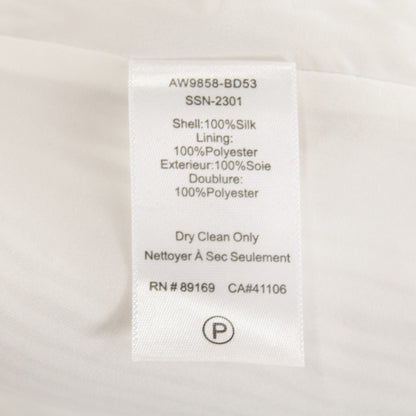 AW9858-BD53
SSN-2301
Shell:100%Silk
Lining:
100%Polyester
Exterieur:100%Soie
Doublure:
100%Polyester
Dry Clean Only
Nettoyer À Sec Seulement
RN # 89169 CA#41106
P